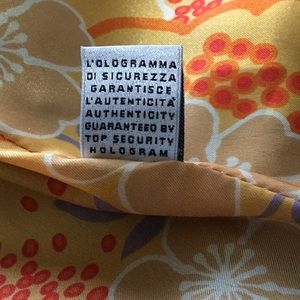 L'OLOGRAMMA
DI SICUREZZA
GARANTISCE
L'AUTENTICITÀ
AUTHENTICITY
GUARANTEED BY
TOP SECURITY
HOLOGRAM